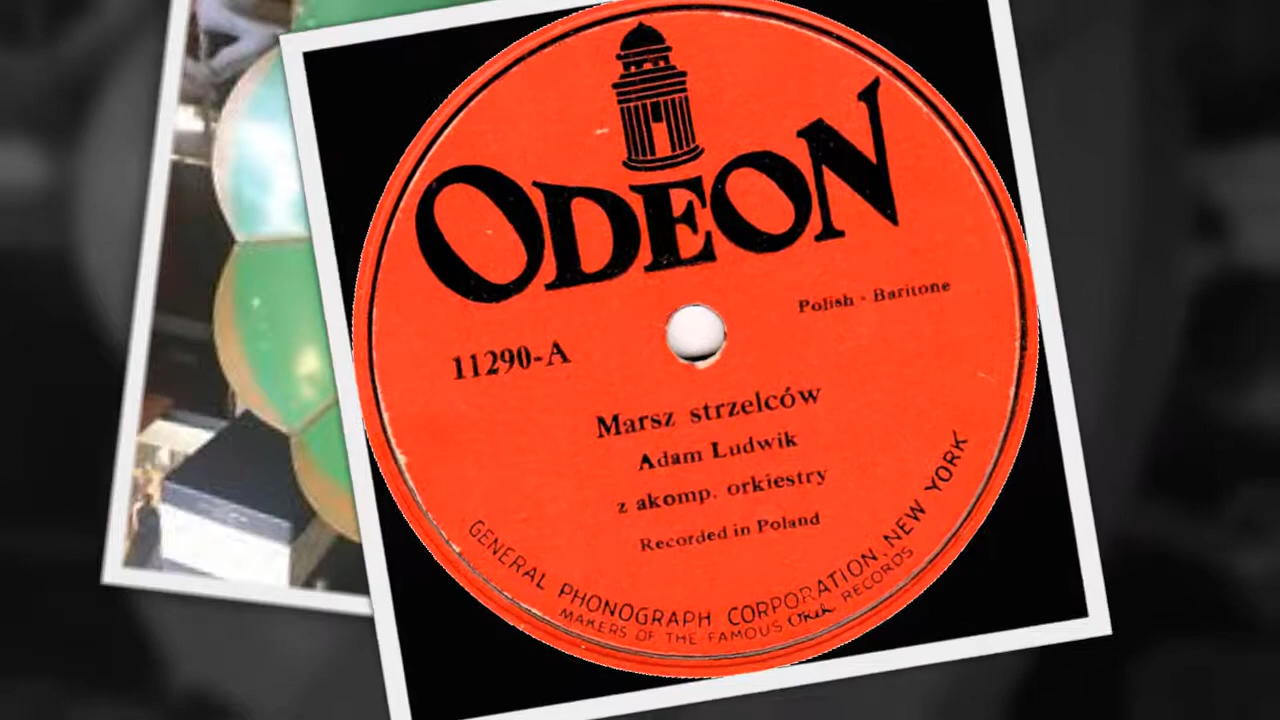 ODEON
Polish - Baritone
11290-A
Marsz strzelców
Adam Ludwik
z akomp. orkiestry
Recorded in Poland
GENERAL PHONOGRAPH CORPORATION. NEW YORK
MAKERS OF THE FAMOUS OKeh RECORDS